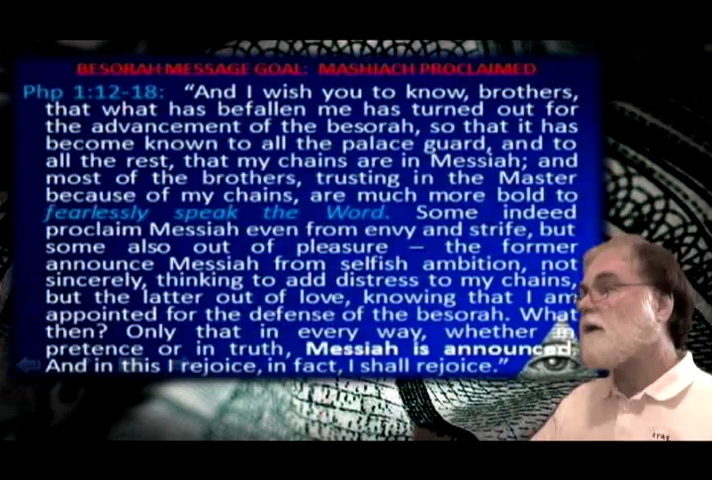 BESORAH MESSAGE GOAL: MASHIACH PROCLAIMED
Php 1:12-18: “And I wish you to know, brothers,
that what has befallen me has turned out for
the advancement of the besorah, so that it has
become known to all the palace guard, and to
all the rest, that my chains are in Messiah; and
most of the brothers, trusting in the Master
because of my chains, are much more bold to
fearlessly speak the Word. Some indeed
proclaim Messiah even from envy and strife, but
some also out of pleasure – the former
announce Messiah from selfish ambition, not
sincerely, thinking to add distress to my chains,
but the latter out of love, knowing that I am
appointed for the defense of the besorah. What
then? Only that in every way, whether in
pretence or in truth, Messiah is announced.
And in this I rejoice, in fact, I shall rejoice.”